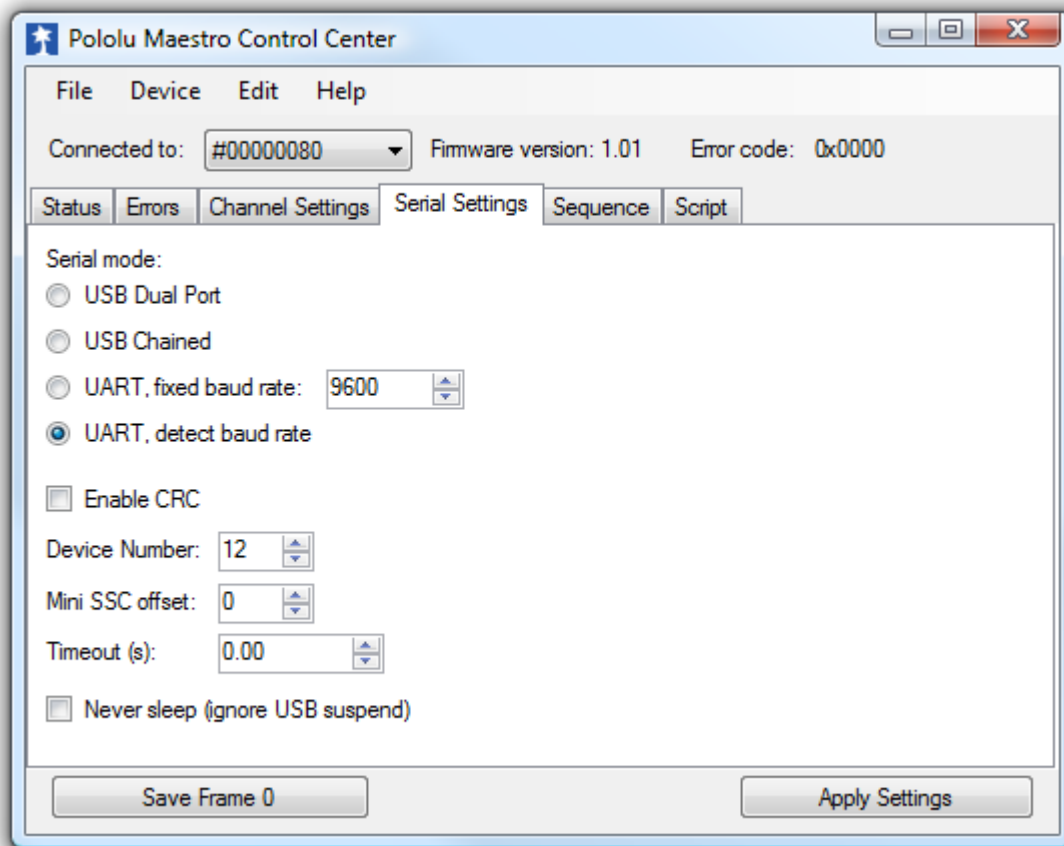 Pololu Maestro Control Center
File Device Edit Help
Connected to: #00000080 Firmware version: 1.01 Error code: 0x0000
Status Errors Channel Settings Serial Settings Sequence Script
Serial mode:
USB Dual Port
USB Chained
UART, fixed baud rate: 9600
UART, detect baud rate
Enable CRC
Device Number: 12
Mini SSC offset: 0
Timeout (s): 0.00
Never sleep (ignore USB suspend)
Save Frame 0 Apply Settings